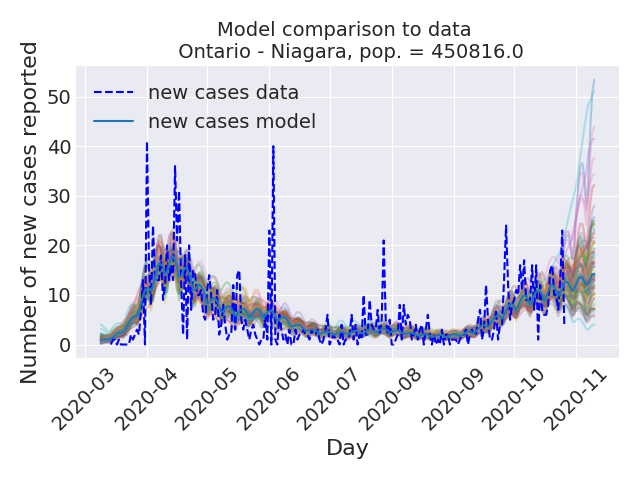 Model comparison to data
Ontario - Niagara, pop. = 450816.0
Number of new cases reported
50
40
30
20
10
0
new cases data
new cases model
2020-03
2020-04
2020-05
2020-06
2020-07
2020-08
2020-09
2020-10
2020-11
Day